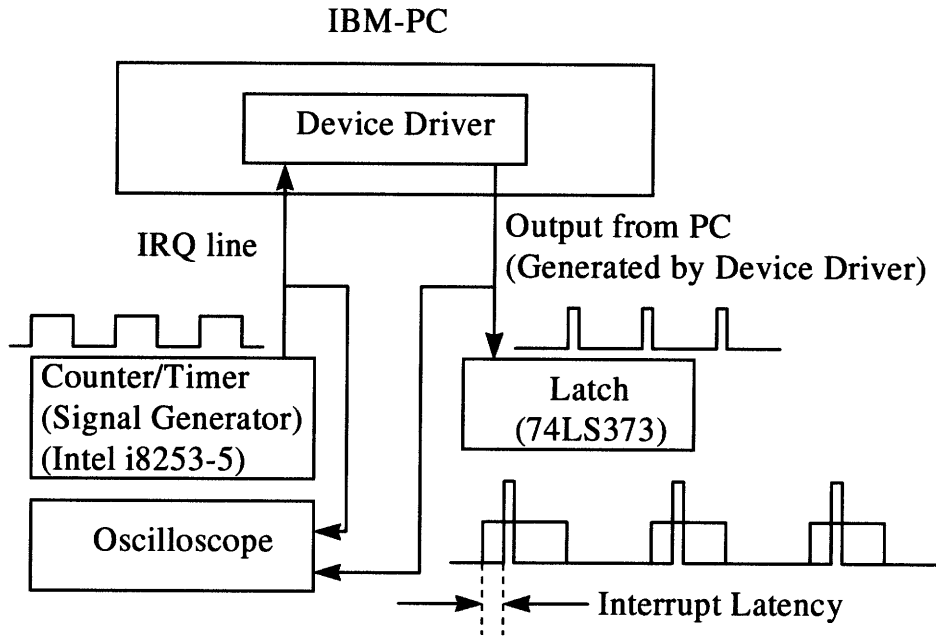 IBM-PC
Device Driver
IRQ line
Output from PC
(Generated by Device Driver)
Counter/Timer
(Signal Generator)
(Intel i8253-5)
Latch
(74LS373)
Oscilloscope
Interrupt Latency